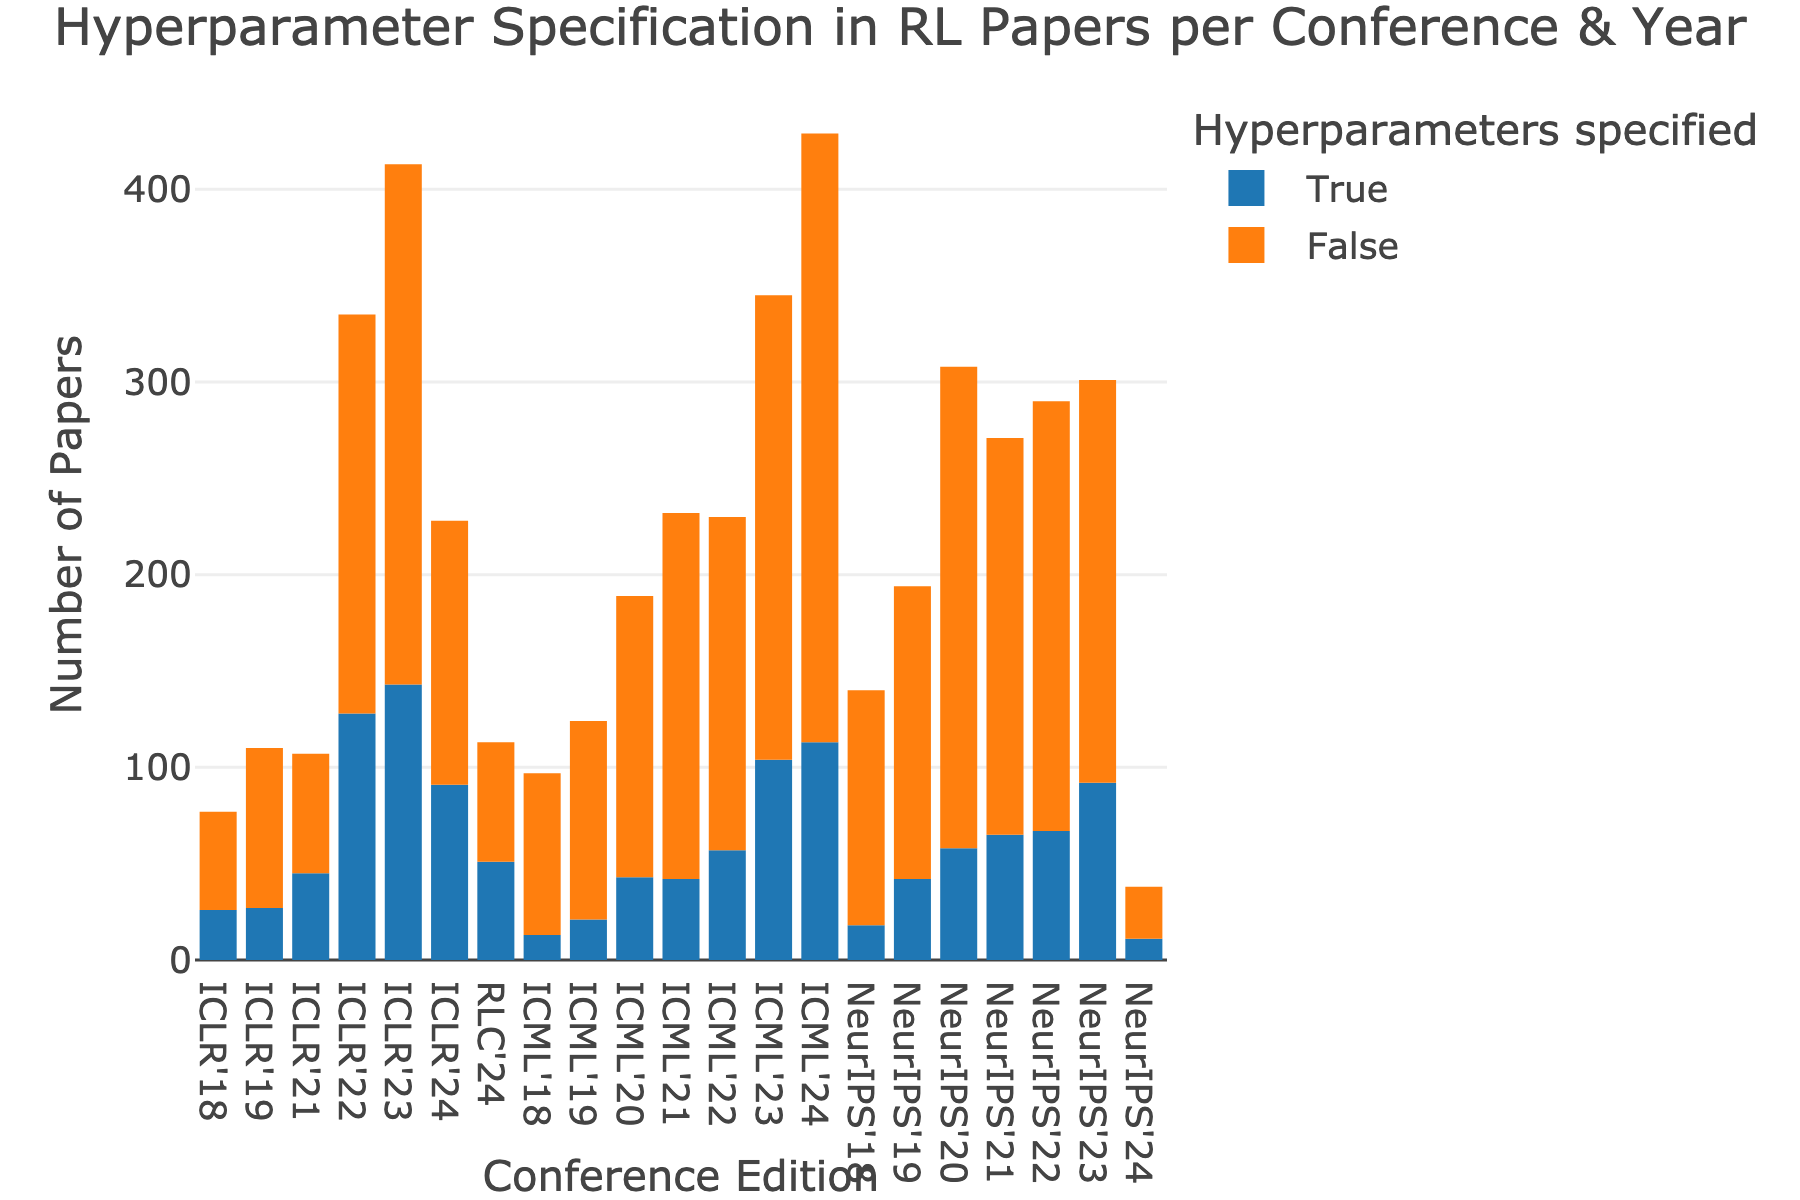 Hyperparameter Specification in RL Papers per Conference & Year
Hyperparameters specified
True
False
Number of Papers
400
300
200
100
0
ICLR'18
ICLR'19
ICLR'21
ICLR'22
ICLR'23
ICLR'24
RLC'24
ICML'18
ICML'19
ICML'20
ICML'21
ICML'22
ICML'23
ICML'24
NeurIPS'18
NeurIPS'19
NeurIPS'20
NeurIPS'21
NeurIPS'22
NeurIPS'23
NeurIPS'24
Conference Edition